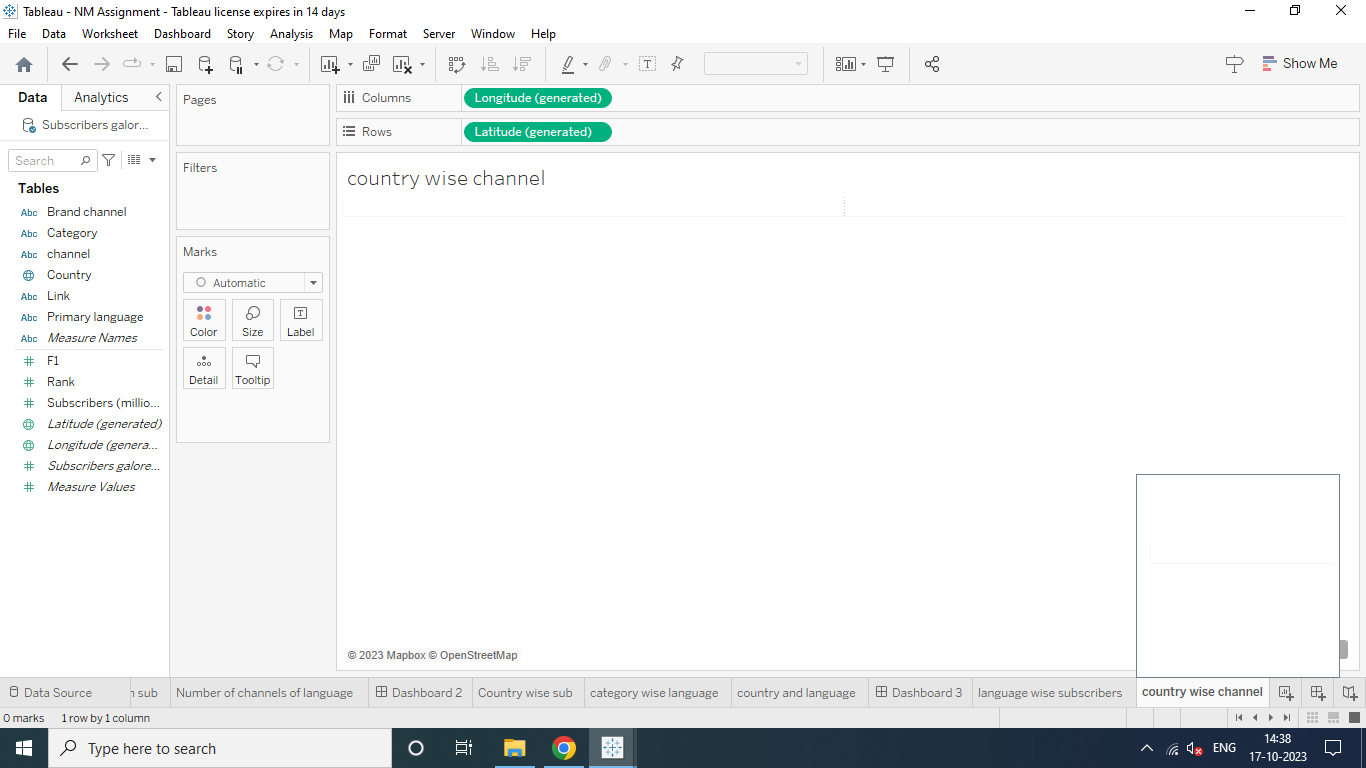 Tableau - NM Assignment - Tableau license expires in 14 days
File Data Worksheet Dashboard Story Analysis Map Format Server Window Help
Show Me
Data Analytics
Subscribers galor...
Search
Tables
Abc Brand channel
Abc Category
Abc channel
Country
Abc Link
Abc Primary language
Abc Measure Names
F1
Rank
Subscribers (millio...
Latitude (generated)
Longitude (genera...
Subscribers galore...
Measure Values
Pages
Filters
Marks
Automatic
Color Size Label
Detail Tooltip
Columns Longitude (generated)
Rows Latitude (generated)
country wise channel
© 2023 Mapbox © OpenStreetMap
Data Source n sub Number of channels of language Dashboard 2 Country wise sub category wise language country and language Dashboard 3 language wise subscribers country wise channel
0 marks 1 row by 1 column
Type here to search
ENG
14:38
17-10-2023